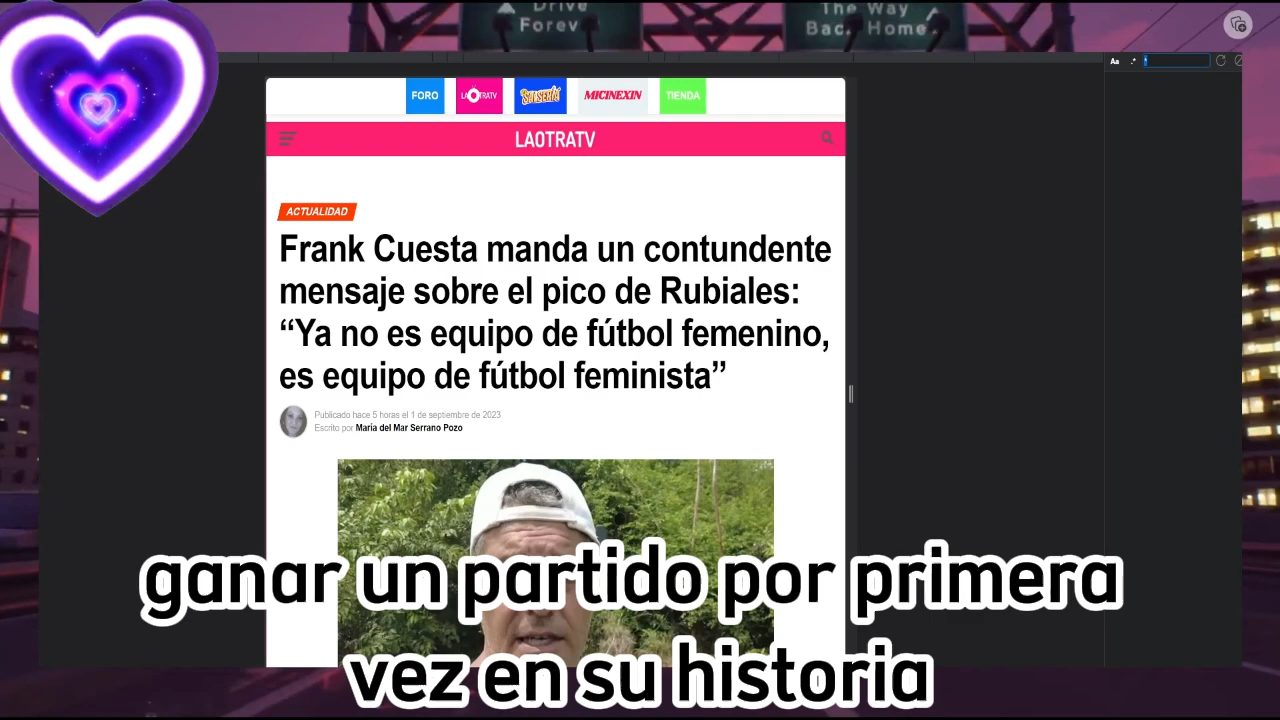 Drive
Forev
The Way
Back Home
Aa
.*
FORO
LAOTRATV
MICINEXIN
TIENDA
LAOTRATV
ACTUALIDAD
Frank Cuesta manda un contundente
mensaje sobre el pico de Rubiales:
“Ya no es equipo de fútbol femenino,
es equipo de fútbol feminista”
Publicado hace 5 horas el 1 de septiembre de 2023
Escrito por María del Mar Serrano Pozo
ganar un partido por primera
vez en su historia